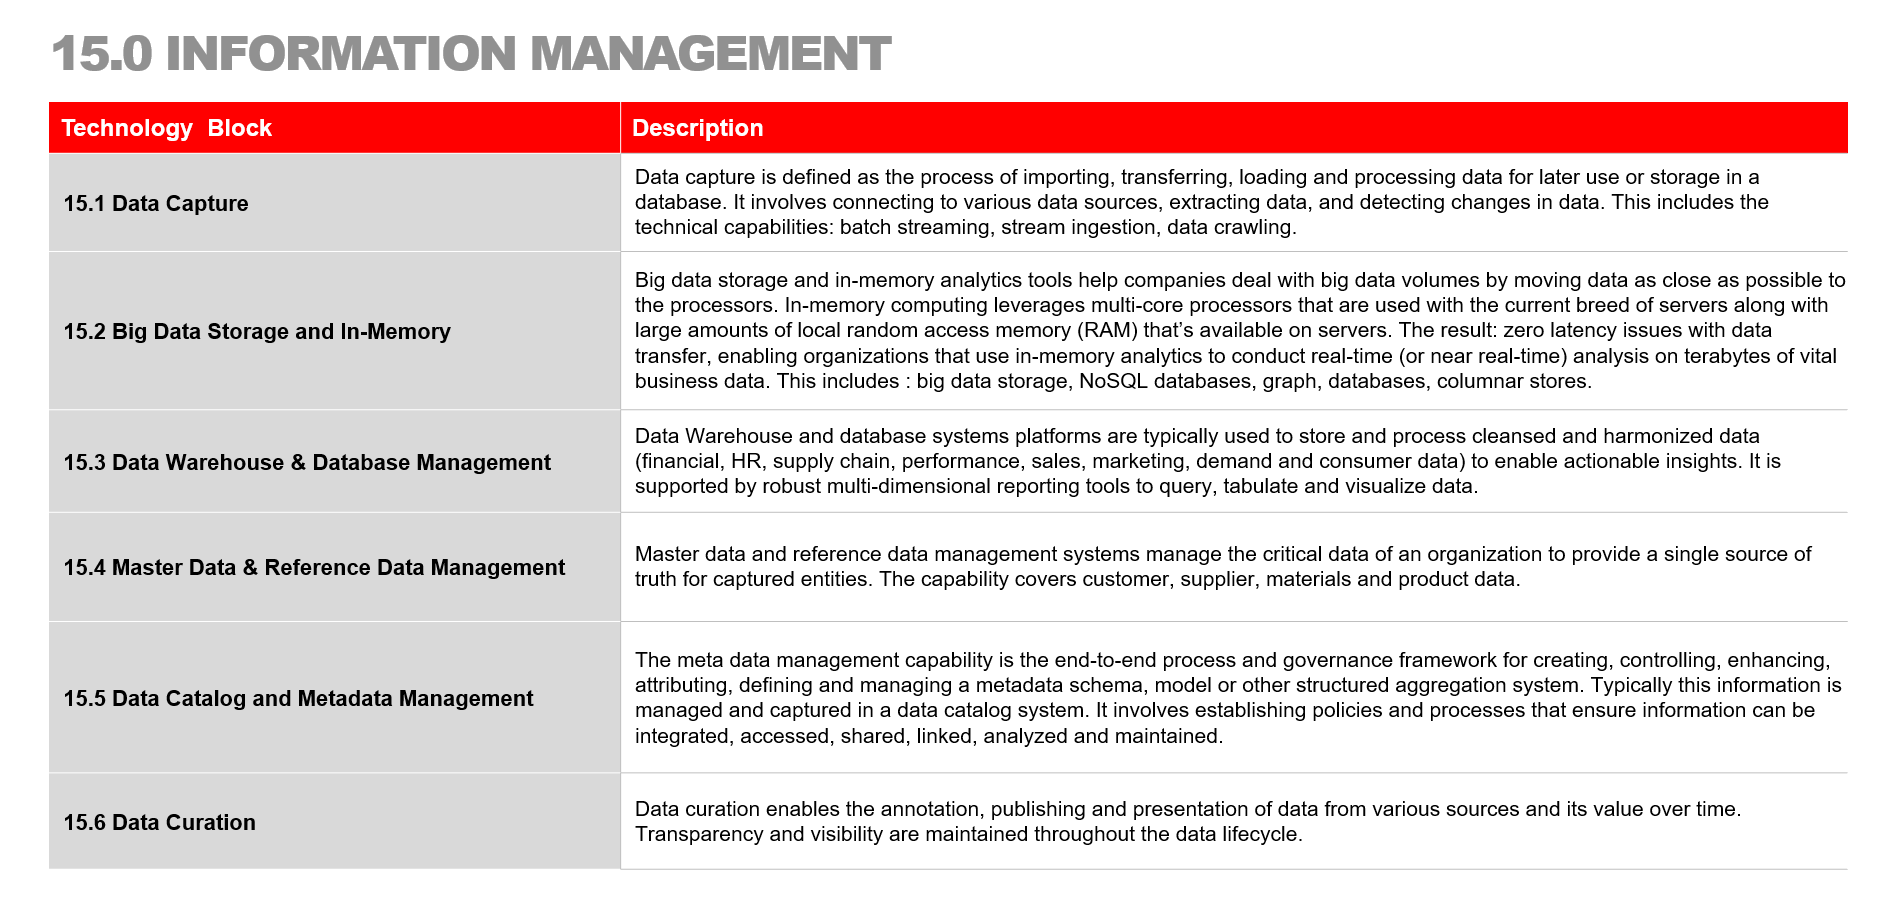 15.0 INFORMATION MANAGEMENT
Technology Block
Description
15.1 Data Capture
Data capture is defined as the process of importing, transferring, loading and processing data for later use or storage in a
database. It involves connecting to various data sources, extracting data, and detecting changes in data. This includes the
technical capabilities: batch streaming, stream ingestion, data crawling.
15.2 Big Data Storage and In-Memory
Big data storage and in-memory analytics tools help companies deal with big data volumes by moving data as close as possible to
the processors. In-memory computing leverages multi-core processors that are used with the current breed of servers along with
large amounts of local random access memory (RAM) that’s available on servers. The result: zero latency issues with data
transfer, enabling organizations that use in-memory analytics to conduct real-time (or near real-time) analysis on terabytes of vital
business data. This includes : big data storage, NoSQL databases, graph, databases, columnar stores.
15.3 Data Warehouse & Database Management
Data Warehouse and database systems platforms are typically used to store and process cleansed and harmonized data
(financial, HR, supply chain, performance, sales, marketing, demand and consumer data) to enable actionable insights. It is
supported by robust multi-dimensional reporting tools to query, tabulate and visualize data.
15.4 Master Data & Reference Data Management
Master data and reference data management systems manage the critical data of an organization to provide a single source of
truth for captured entities. The capability covers customer, supplier, materials and product data.
15.5 Data Catalog and Metadata Management
The meta data management capability is the end-to-end process and governance framework for creating, controlling, enhancing,
attributing, defining and managing a metadata schema, model or other structured aggregation system. Typically this information is
managed and captured in a data catalog system. It involves establishing policies and processes that ensure information can be
integrated, accessed, shared, linked, analyzed and maintained.
15.6 Data Curation
Data curation enables the annotation, publishing and presentation of data from various sources and its value over time.
Transparency and visibility are maintained throughout the data lifecycle.